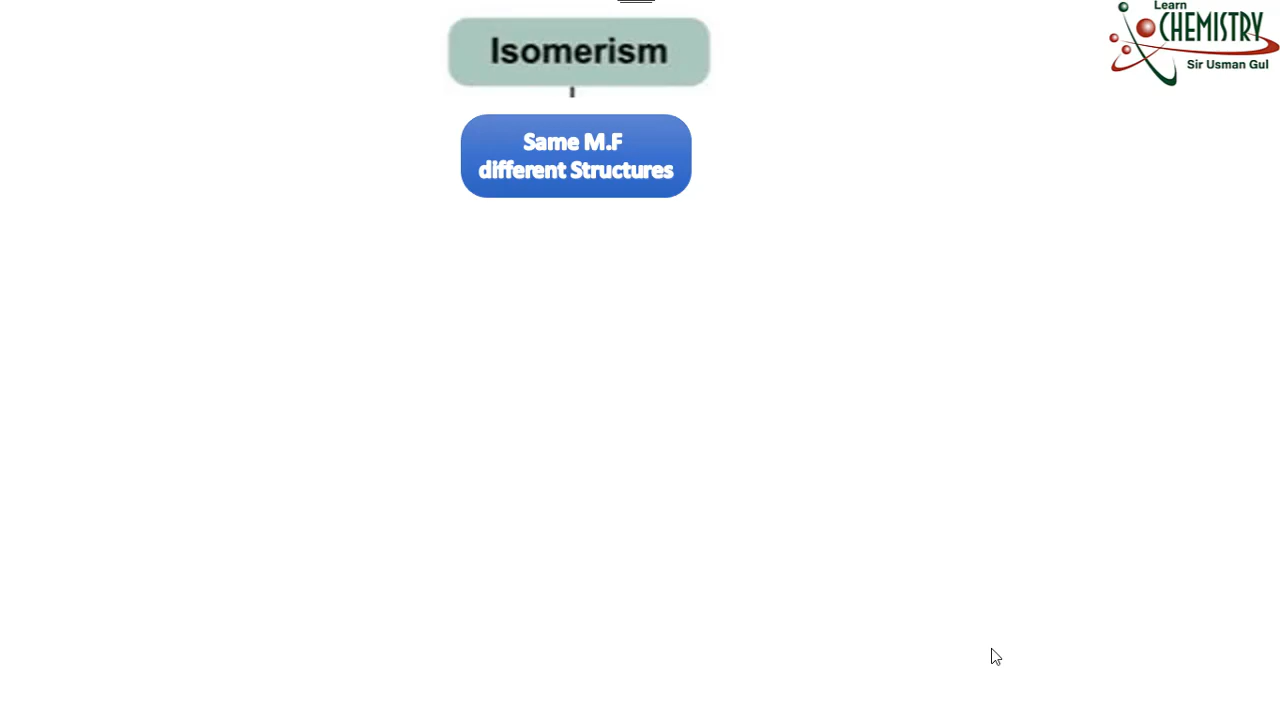 Isomerism
Same M.F
different Structures
Learn
CHEMISTRY
Sir Usman Gul